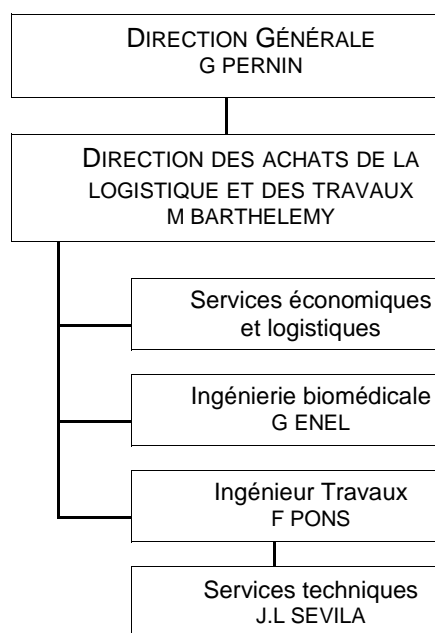 DIRECTION GÉNÉRALE
G PERNIN
DIRECTION DES ACHATS DE LA
LOGISTIQUE ET DES TRAVAUX
M BARTHELEMY
Services économiques
et logistiques
Ingénierie biomédicale
G ENEL
Ingénieur Travaux
F PONS
Services techniques
J.L SEVILA